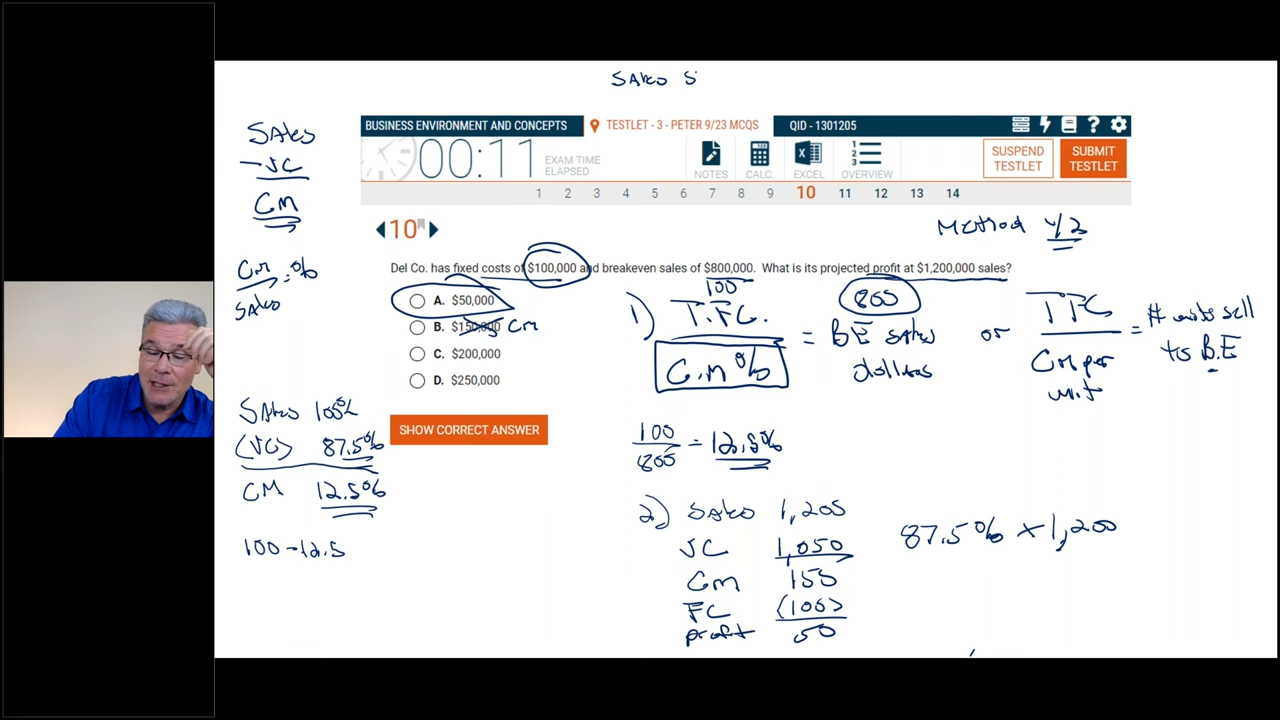 SALES S
BUSINESS ENVIRONMENT AND CONCEPTS
TESTLET - 3 - PETER 9/23 MCQS
QID - 1301205
00:11
EXAM TIME
ELAPSED
NOTES
CALC.
EXCEL
OVERVIEW
SUSPEND
TESTLET
SUBMIT
TESTLET
1 2 3 4 5 6 7 8 9 10 11 12 13 14
10
Del Co. has fixed costs of $100,000 and breakeven sales of $800,000. What is its projected profit at $1,200,000 sales?
A. $50,000
B. $150,000 CM
C. $200,000
D. $250,000
SHOW CORRECT ANSWER
Sales
-VC
CM
CM = %
Sales
Sales 100%
(VC) 87.5%
CM 12.5%
100-12.5
Method 1/2
1)
100
T.F.C.
C.M%
=
800
BE Sales
dollars
or
TFC
CM per
unit
= # units sell
to B.E
100
800
= 12.5%
2) Sales 1,200
VC 1,050
CM 150
FC (100)
profit 50
87.5% x 1,200